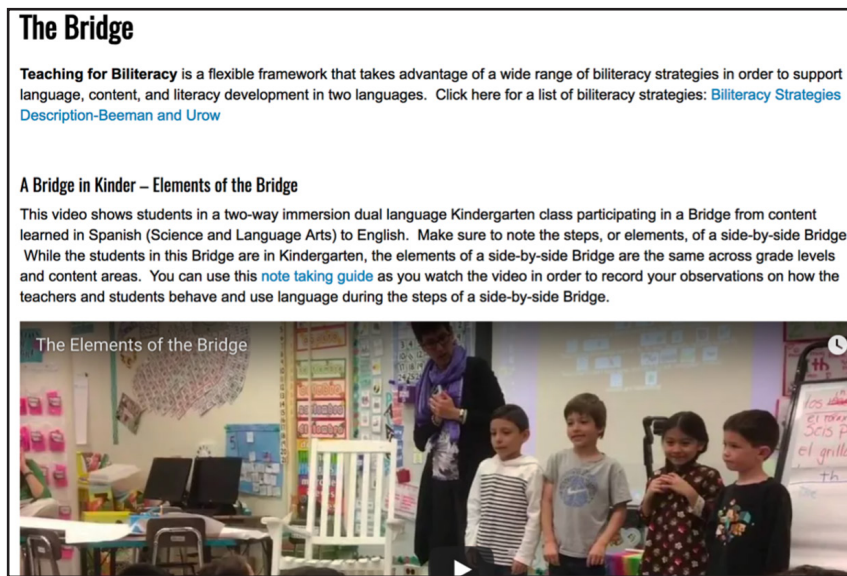 The Bridge
Teaching for Biliteracy is a flexible framework that takes advantage of a wide range of biliteracy strategies in order to support
language, content, and literacy development in two languages.  Click here for a list of biliteracy strategies: Biliteracy Strategies
Description-Beeman and Urow
A Bridge in Kinder – Elements of the Bridge
This video shows students in a two-way immersion dual language Kindergarten class participating in a Bridge from content
learned in Spanish (Science and Language Arts) to English.  Make sure to note the steps, or elements, of a side-by-side Bridge
While the students in this Bridge are in Kindergarten, the elements of a side-by-side Bridge are the same across grade levels
and content areas.  You can use this note taking guide as you watch the video in order to record your observations on how the
teachers and students behave and use language during the steps of a side-by-side Bridge.
The Elements of the Bridge
th
los
el
seis
el grillo
th